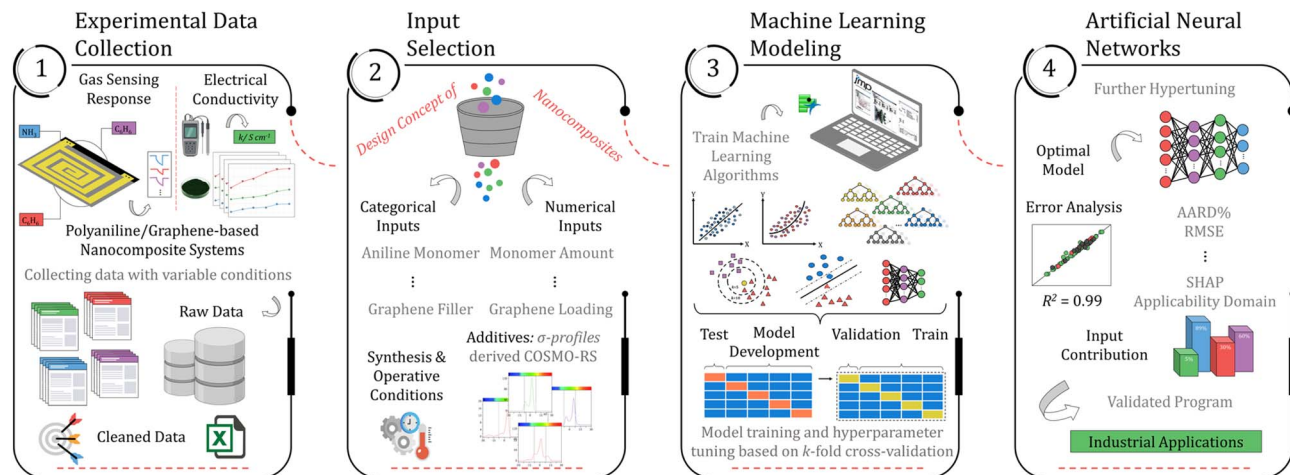 Experimental Data
Collection
1
Gas Sensing
Response
Electrical
Conductivity
NH3
C6H6
k/ S cm-1
C6H6
Polyaniline/Graphene-based
Nanocomposite Systems
Collecting data with variable conditions
Raw Data
Cleaned Data
X
Input
Selection
2
Design Concept of
Nanocomposites
Categorical
Inputs
Numerical
Inputs
Aniline Monomer
Monomer Amount
Graphene Filler
Graphene Loading
Additives: σ-profiles
derived COSMO-RS
Synthesis &
Operative
Conditions
Machine Learning
Modeling
3
jmp
Train Machine
Learning
Algorithms
Y
X
Y
X
Test
Model
Development
Validation
Train
Model training and hyperparameter
tuning based on k-fold cross-validation
Artificial Neural
Networks
4
Further Hypertuning
Optimal
Model
Error Analysis
AARD%
RMSE
SHAP
Applicability Domain
R² = 0.99
Input
Contribution
Validated Program
Industrial Applications